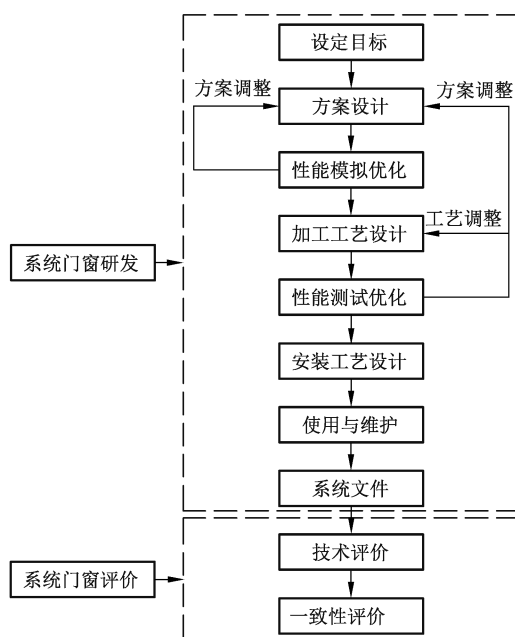 设定目标
方案调整
方案调整
方案设计
性能模拟优化
工艺调整
加工工艺设计
系统门窗研发
性能测试优化
安装工艺设计
使用与维护
系统文件
技术评价
系统门窗评价
一致性评价